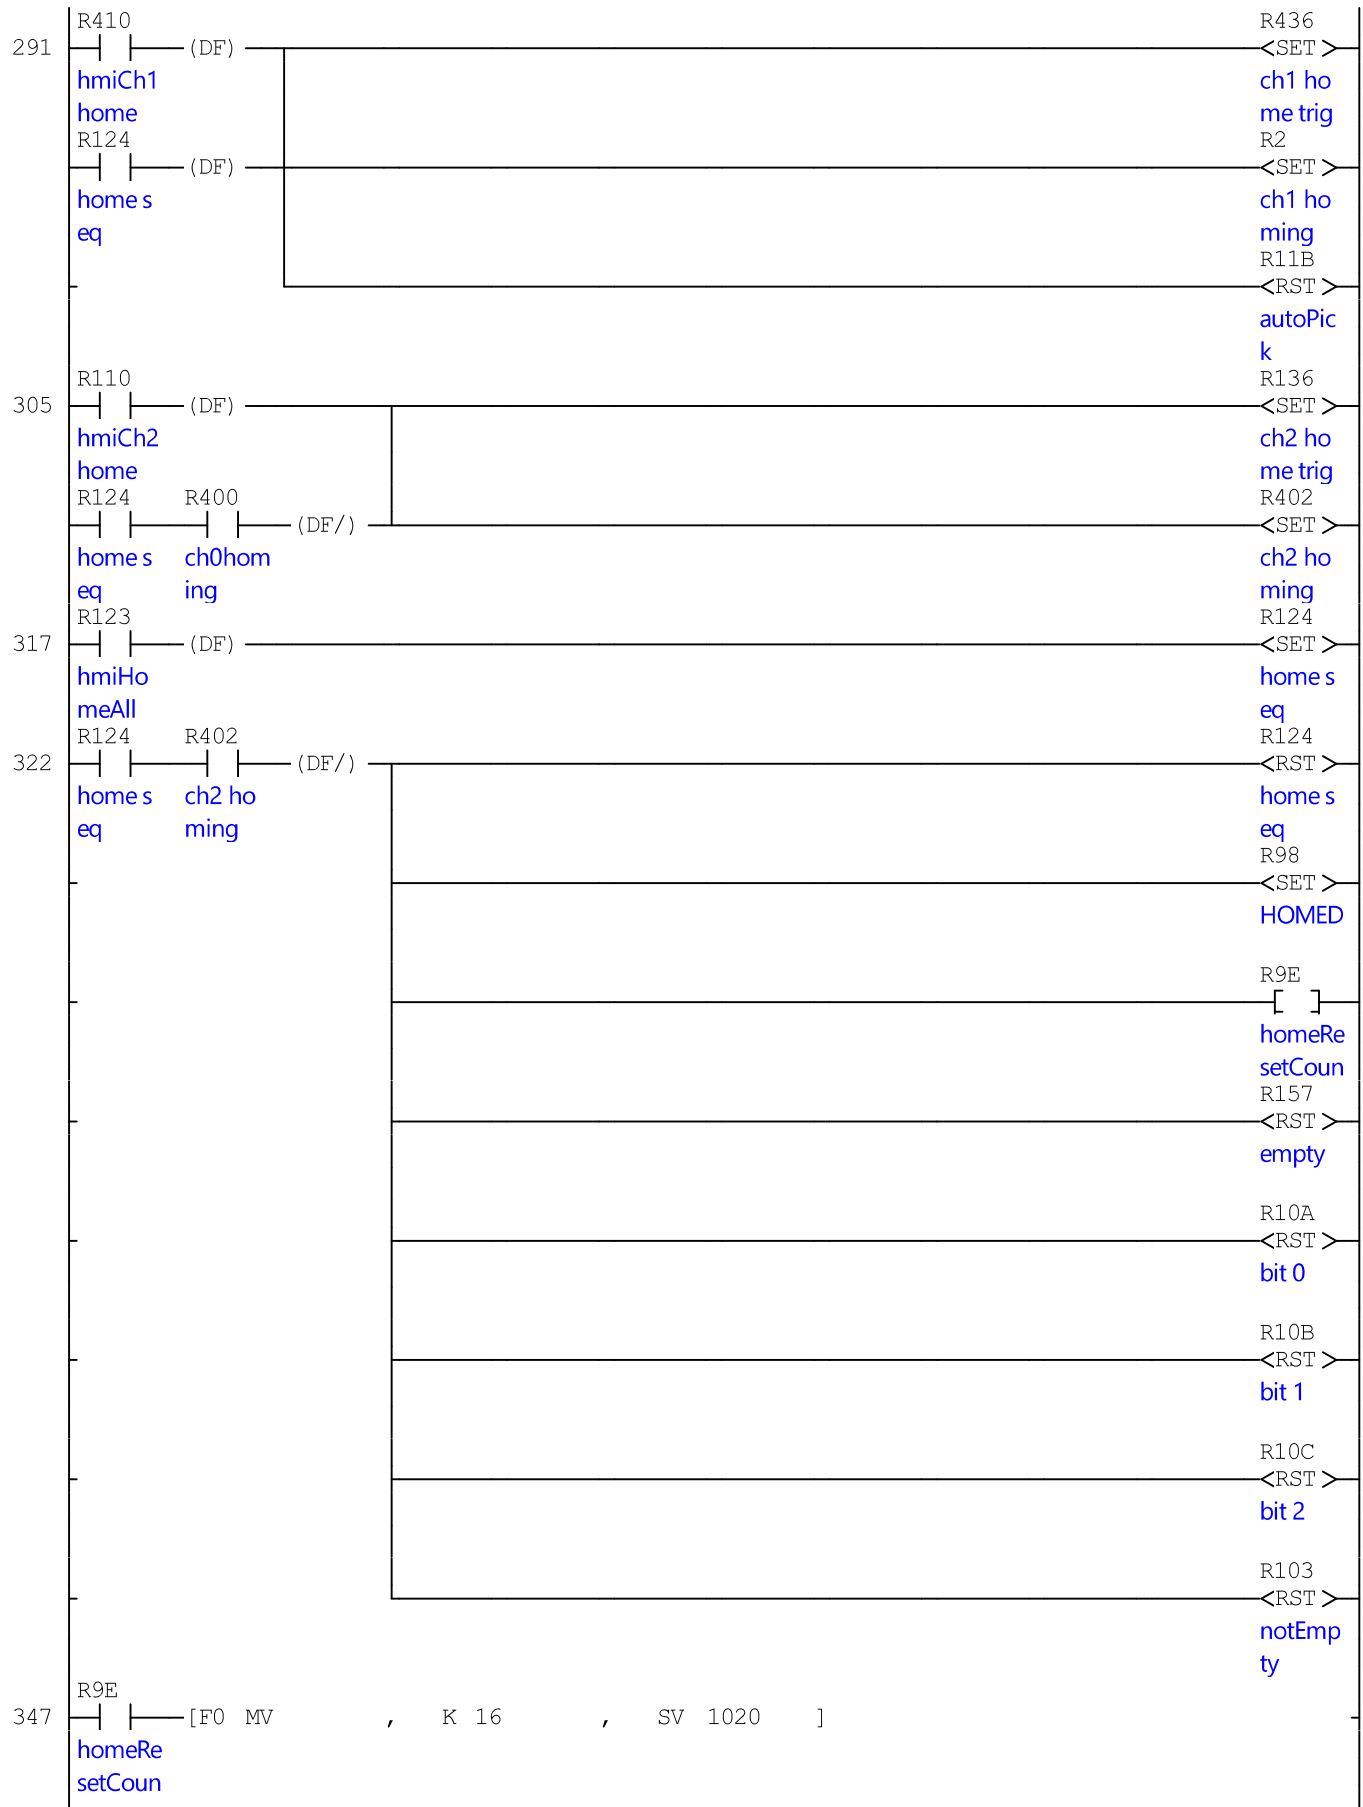 R410 R436
291 (DF) <SET>
hmiCh1 ch1 ho
home me trig
R124 R2
(DF) <SET>
home s ch1 ho
eq ming
R11B
<RST>
autoPic
k
R110 R136
305 (DF) <SET>
hmiCh2 ch2 ho
home me trig
R124 R400 R402
(DF/) <SET>
home s ch0hom ch2 ho
eq ing ming
R123 R124
317 (DF) <SET>
hmiHo home s
meAll eq
R124 R402 R124
322 (DF/) <RST>
home s ch2 ho home s
eq ming eq
R98
<SET>
HOMED
R9E
[ ]
homeRe
setCoun
R157
<RST>
empty
R10A
<RST>
bit 0
R10B
<RST>
bit 1
R10C
<RST>
bit 2
R103
<RST>
notEmp
ty
R9E
347 [F0 MV , K 16 , SV 1020 ]
homeRe
setCoun